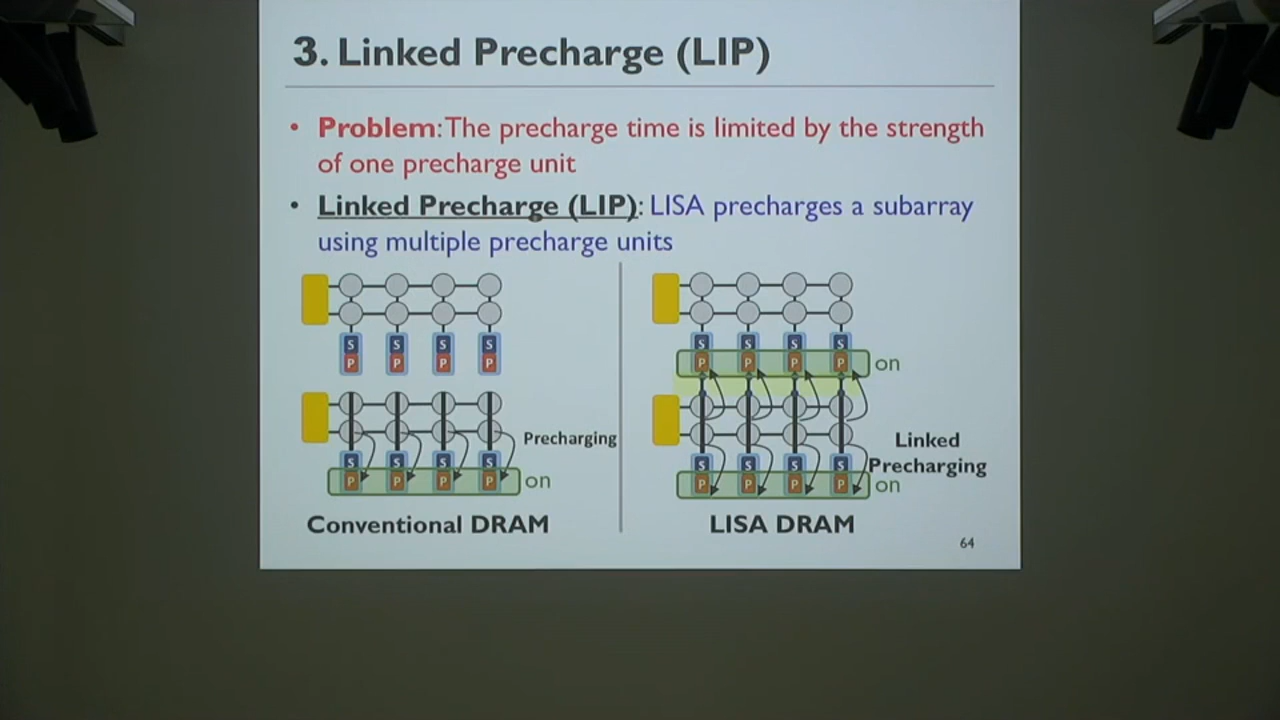 3. Linked Precharge (LIP)
• Problem: The precharge time is limited by the strength
of one precharge unit
• Linked Precharge (LIP): LISA precharges a subarray
using multiple precharge units
S S S S
P P P P
S S S S
P P P P
on
Precharging
S S S S
P P P P
on
Linked
Precharging
S S S S
P P P P
on
Conventional DRAM
LISA DRAM
64